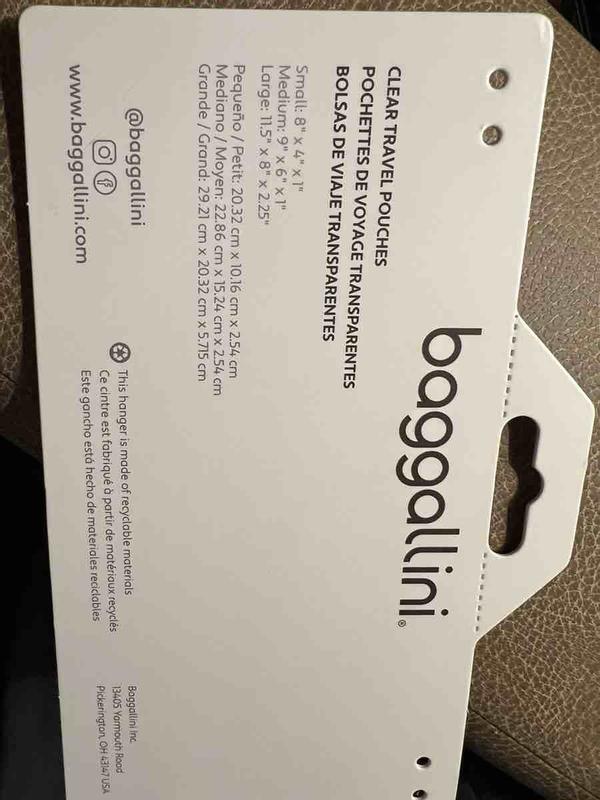 baggallini®
CLEAR TRAVEL POUCHES
POCHETTES DE VOYAGE TRANSPARENTES
BOLSAS DE VIAJE TRANSPARENTES
Small: 8" x 4" x 1"
Medium: 9" x 6" x 1"
Large: 11.5" x 8" x 2.25"
Pequeño / Petit: 20.32 cm x 10.16 cm x 2.54 cm
Mediano / Moyen: 22.86 cm x 15.24 cm x 2.54 cm
Grande / Grand: 29.21 cm x 20.32 cm x 5.715 cm
@baggallini
www.baggallini.com
This hanger is made of recyclable materials
Ce cintre est fabriqué à partir de matériaux recyclés
Este gancho está hecho de materiales reciclables
Baggallini Inc.
13405 Yarmouth Road
Pickerington, OH 43147 USA